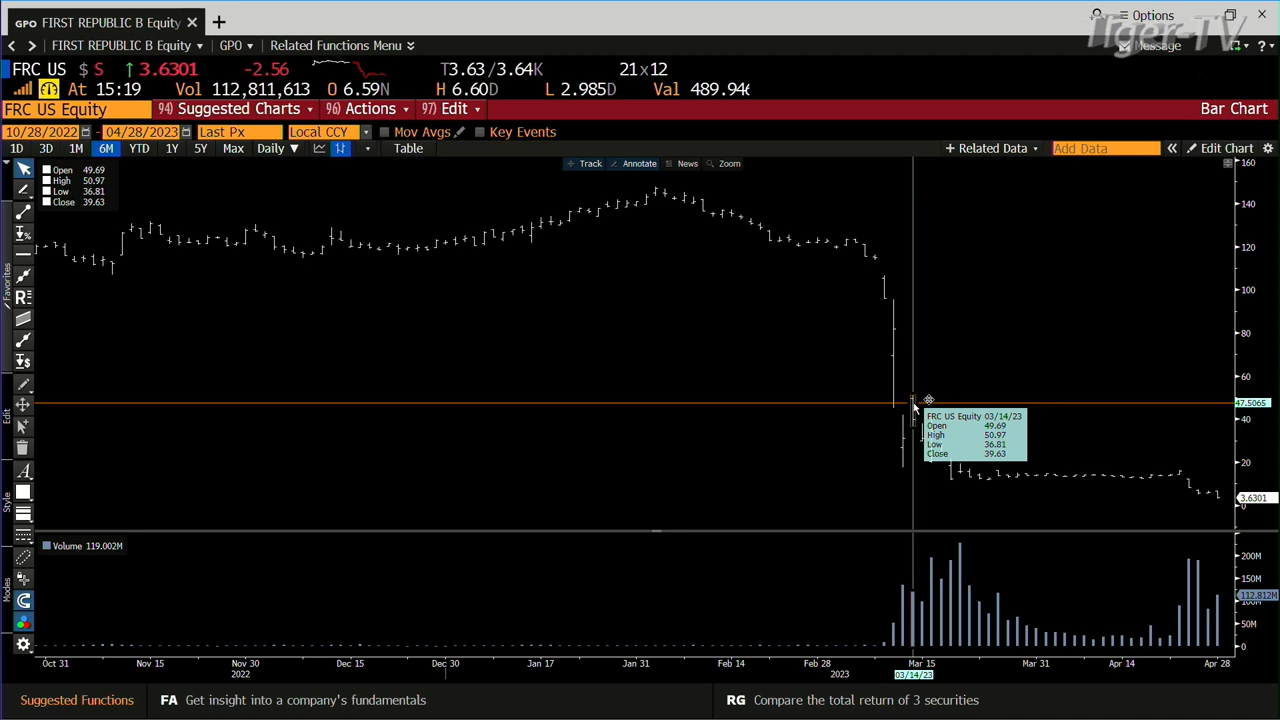 GPO FIRST REPUBLIC B Equity × +
Options
Tiger-TV
FIRST REPUBLIC B Equity GPO Related Functions Menu
Message
FRC US $ S ↑ 3.6301 -2.56 T3.63/3.64K 21x12
At 15:19 Vol 112,811,613 O 6.59N H 6.60D L 2.985D Val 489.94
FRC US Equity 94) Suggested Charts 96) Actions 97) Edit Bar Chart
10/28/2022 - 04/28/2023 Last Px Local CCY Mov Avgs Key Events
1D 3D 1M 6M YTD 1Y 5Y Max Daily ▼ Table + Related Data Add Data « Edit Chart
Track Annotate News Zoom
Open 49.69
High 50.97
Low 36.81
Close 39.63
160
140
120
100
80
60
47.5065
40
20
3.6301
0
FRC US Equity 03/14/23
Open 49.69
High 50.97
Low 36.81
Close 39.63
Favorites
Edit
Style
Modes
Volume 119.002M
200M
150M
112.812M
50M
0
Oct 31 Nov 15 Nov 30 Dec 15 Dec 30 Jan 17 Jan 31 Feb 14 Feb 28 Mar 15 Mar 31 Apr 14 Apr 28
2022 2023 03/14/23
Suggested Functions FA Get insight into a company's fundamentals RG Compare the total return of 3 securities